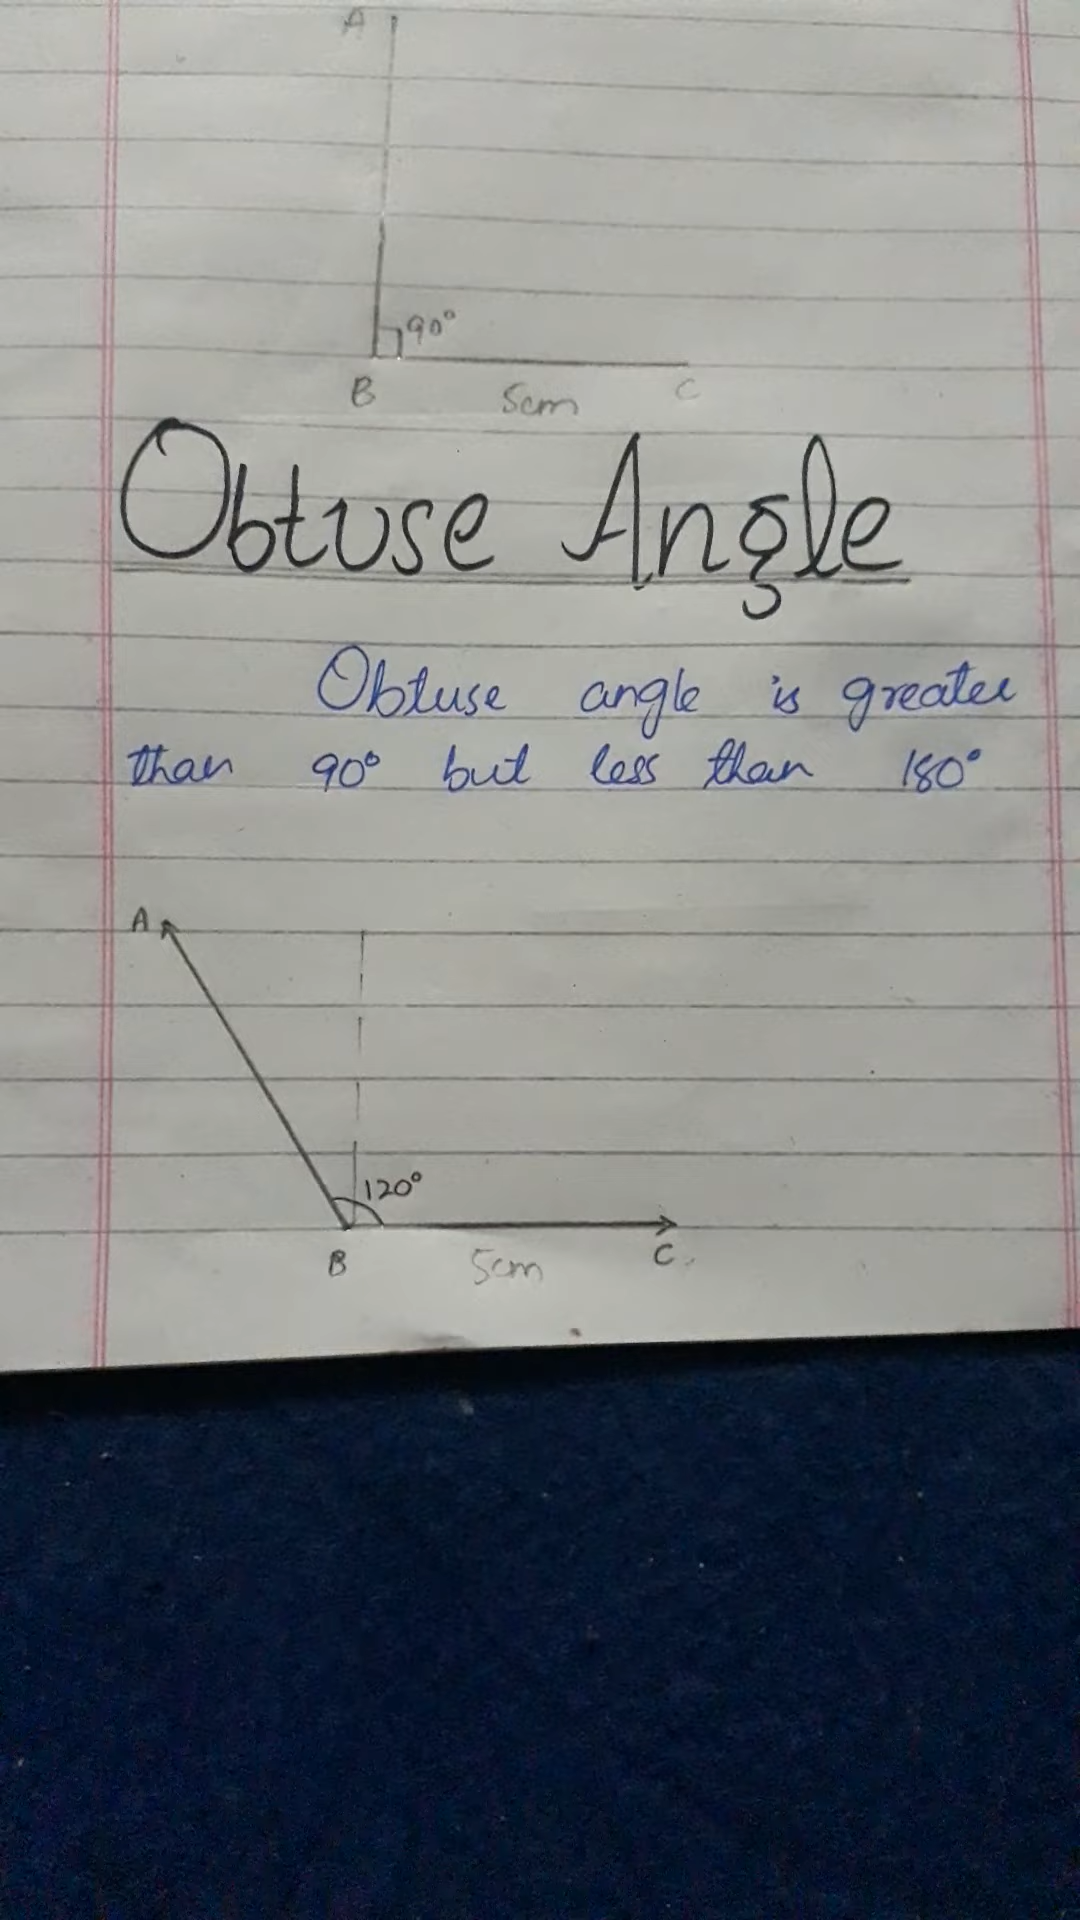 A
90°
B 5cm C
Obtuse Angle
Obtuse angle is greater
than 90° but less than 180°
A
120°
B 5cm C